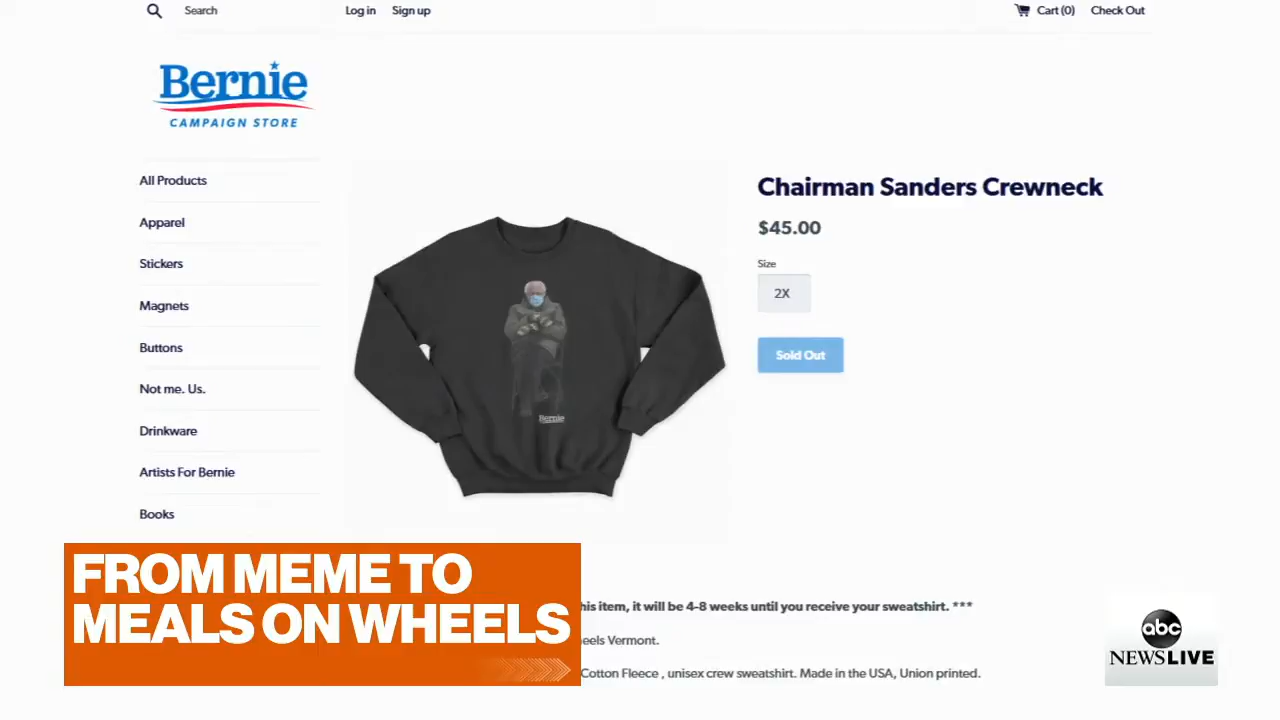 Search
Log in
Sign up
Cart (0)
Check Out
Bernie
CAMPAIGN STORE
All Products
Apparel
Stickers
Magnets
Buttons
Not me. Us.
Drinkware
Artists For Bernie
Books
Bernie
Chairman Sanders Crewneck
$45.00
Size
2X
Sold Out
FROM MEME TO
MEALS ON WHEELS
his item, it will be 4-8 weeks until you receive your sweatshirt. ***
eels Vermont.
Cotton Fleece , unisex crew sweatshirt. Made in the USA, Union printed.
abc
NEWSLIVE